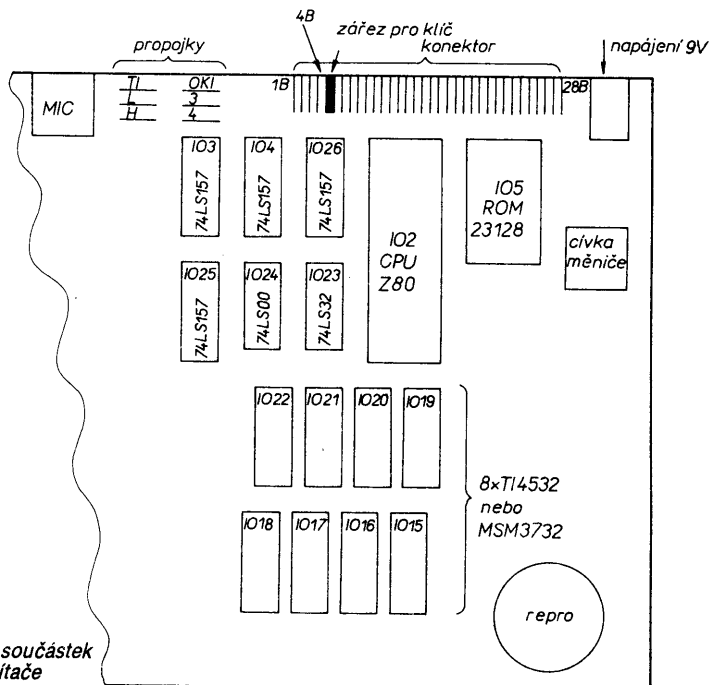 4B
zářez pro klíč
propojky
konektor
napájení 9V
MIC
TI OKI
L 3
H 4
1B
28B
IO3
74LS157
IO4
74LS157
IO26
74LS157
IO2
CPU
Z80
IO5
ROM
23128
cívka
měniče
IO25
74LS157
IO24
74LS00
IO23
74LS32
IO22
IO21
IO20
IO19
8xTI4532
nebo
MSM3732
IO18
IO17
IO16
IO15
repro
součástek
ítače